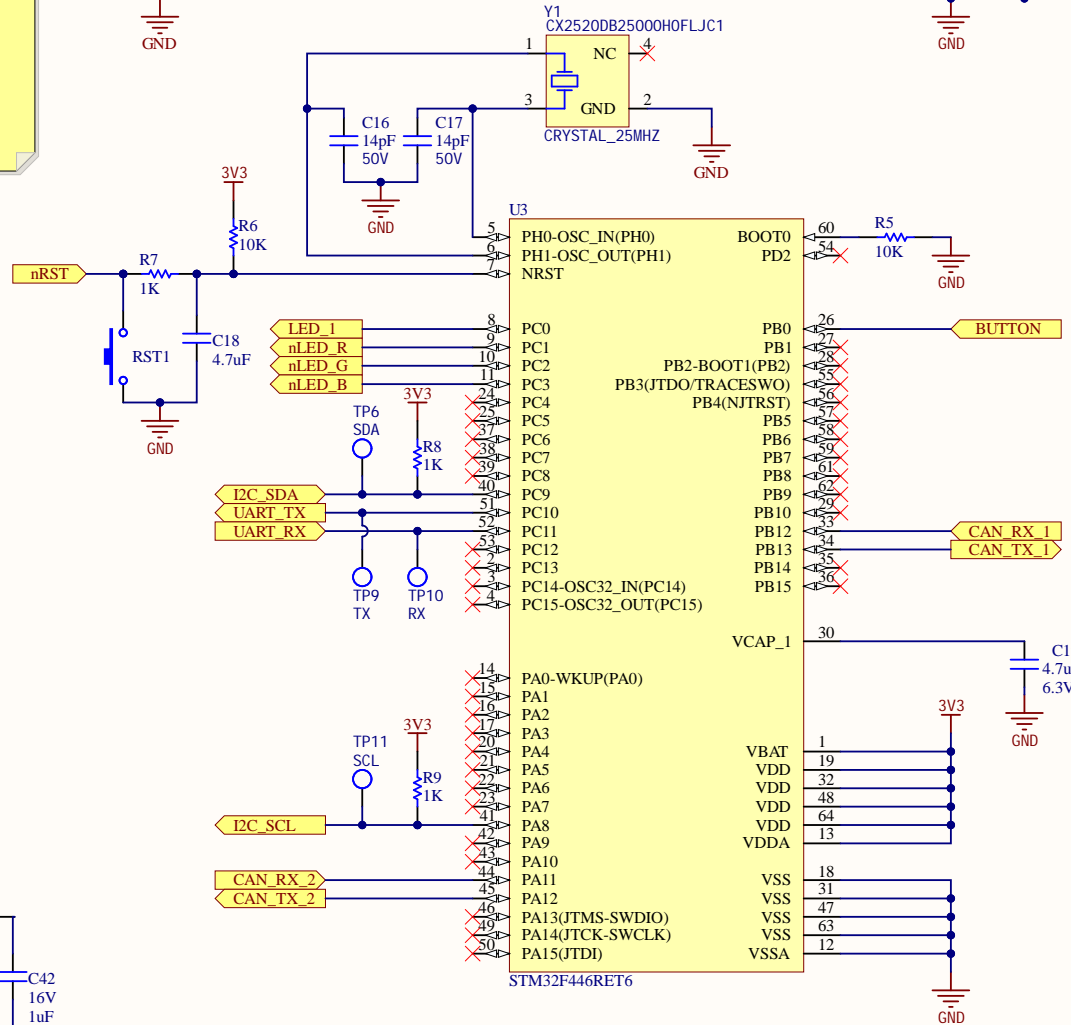 GND
GND
Y1
CX2520DB25000H0FLJC1
1
NC
4
3
GND
2
CRYSTAL_25MHZ
C16
14pF
50V
C17
14pF
50V
GND
GND
3V3
R6
10K
nRST
R7
1K
RST1
C18
4.7uF
GND
U3
5
PH0-OSC_IN(PH0)
6
PH1-OSC_OUT(PH1)
7
NRST
BOOT0
60
R5
10K
PD2
54
GND
LED_1
8
PC0
nLED_R
9
PC1
nLED_G
10
PC2
nLED_B
11
PC3
24
PC4
25
PC5
37
PC6
38
PC7
39
PC8
I2C_SDA
40
PC9
UART_TX
51
PC10
UART_RX
52
PC11
53
PC12
2
PC13
3
PC14-OSC32_IN(PC14)
4
PC15-OSC32_OUT(PC15)
TP6
SDA
3V3
R8
1K
TP9
TX
TP10
RX
PB0
26
BUTTON
PB1
27
PB2-BOOT1(PB2)
28
PB3(JTDO/TRACESWO)
55
PB4(NJTRST)
56
PB5
57
PB6
58
PB7
59
PB8
61
PB9
62
PB10
29
PB12
33
CAN_RX_1
PB13
34
CAN_TX_1
PB14
35
PB15
36
VCAP_1
30
C1
4.7u
6.3V
GND
14
PA0-WKUP(PA0)
15
PA1
16
PA2
17
PA3
20
PA4
21
PA5
22
PA6
23
PA7
I2C_SCL
41
PA8
42
PA9
43
PA10
CAN_RX_2
44
PA11
CAN_TX_2
45
PA12
46
PA13(JTMS-SWDIO)
49
PA14(JTCK-SWCLK)
50
PA15(JTDI)
TP11
SCL
3V3
R9
1K
3V3
VBAT
1
VDD
19
VDD
32
VDD
48
VDD
64
VDDA
13
VSS
18
VSS
31
VSS
47
VSS
63
VSSA
12
GND
STM32F446RET6
C42
16V
1uF